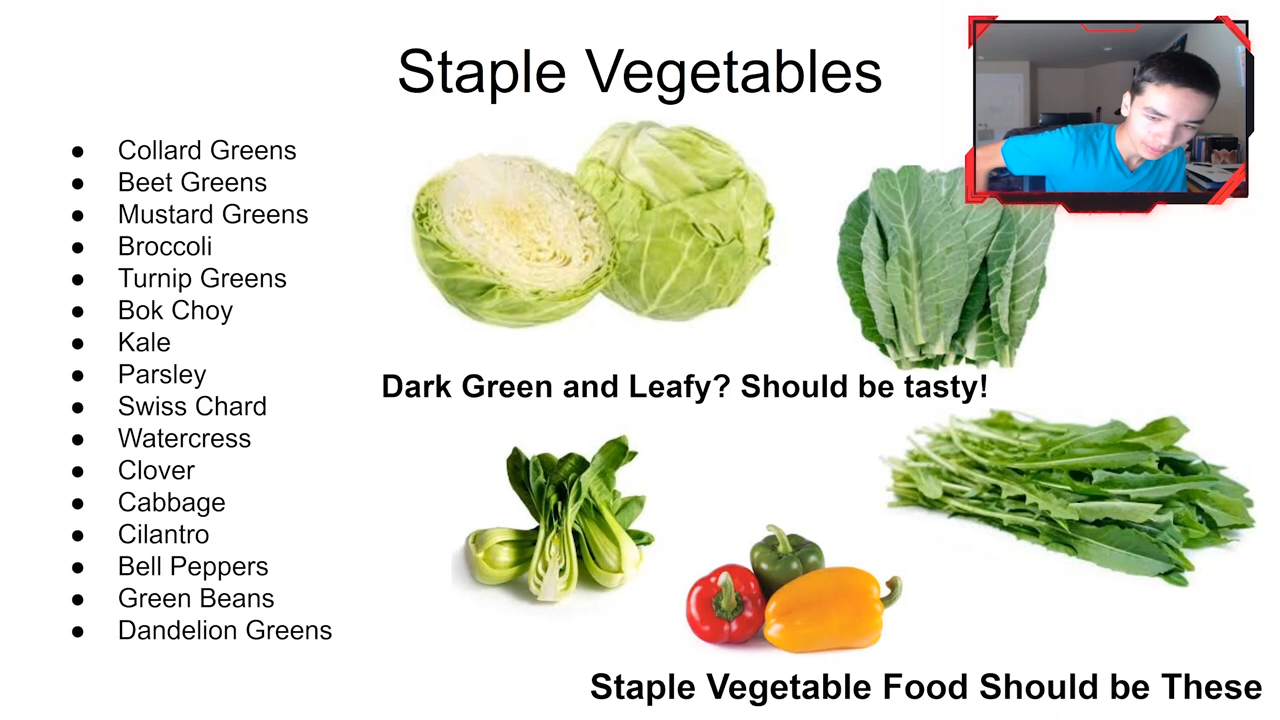 Staple Vegetables
● Collard Greens
● Beet Greens
● Mustard Greens
● Broccoli
● Turnip Greens
● Bok Choy
● Kale
● Parsley
● Swiss Chard
● Watercress
● Clover
● Cabbage
● Cilantro
● Bell Peppers
● Green Beans
● Dandelion Greens
Dark Green and Leafy? Should be tasty!
Staple Vegetable Food Should be These